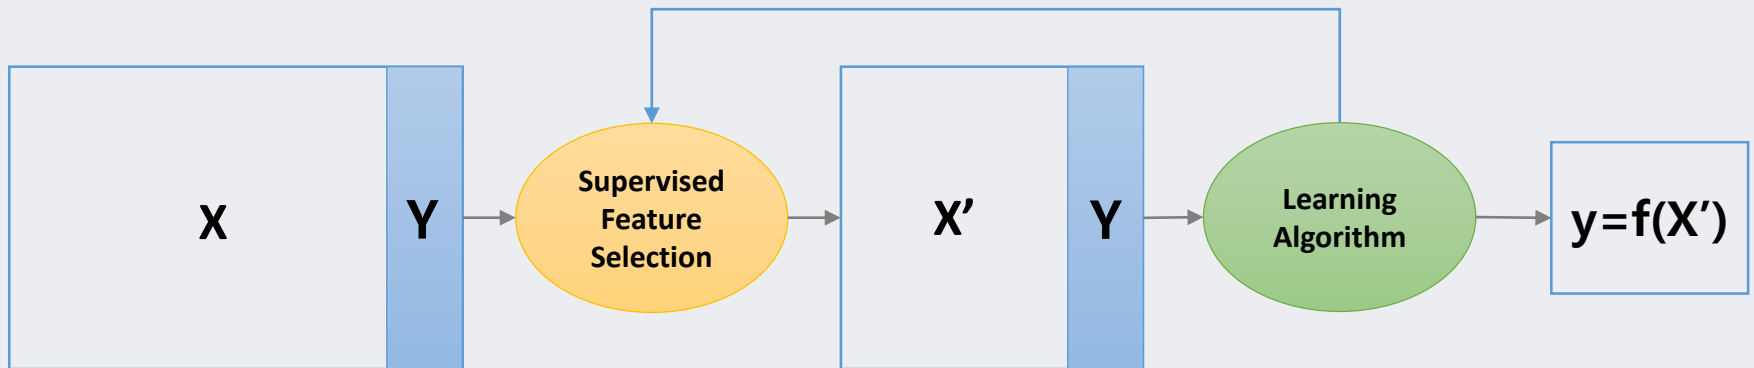 X
Y
Supervised
Feature
Selection
X’
Y
Learning
Algorithm
y=f(X’)